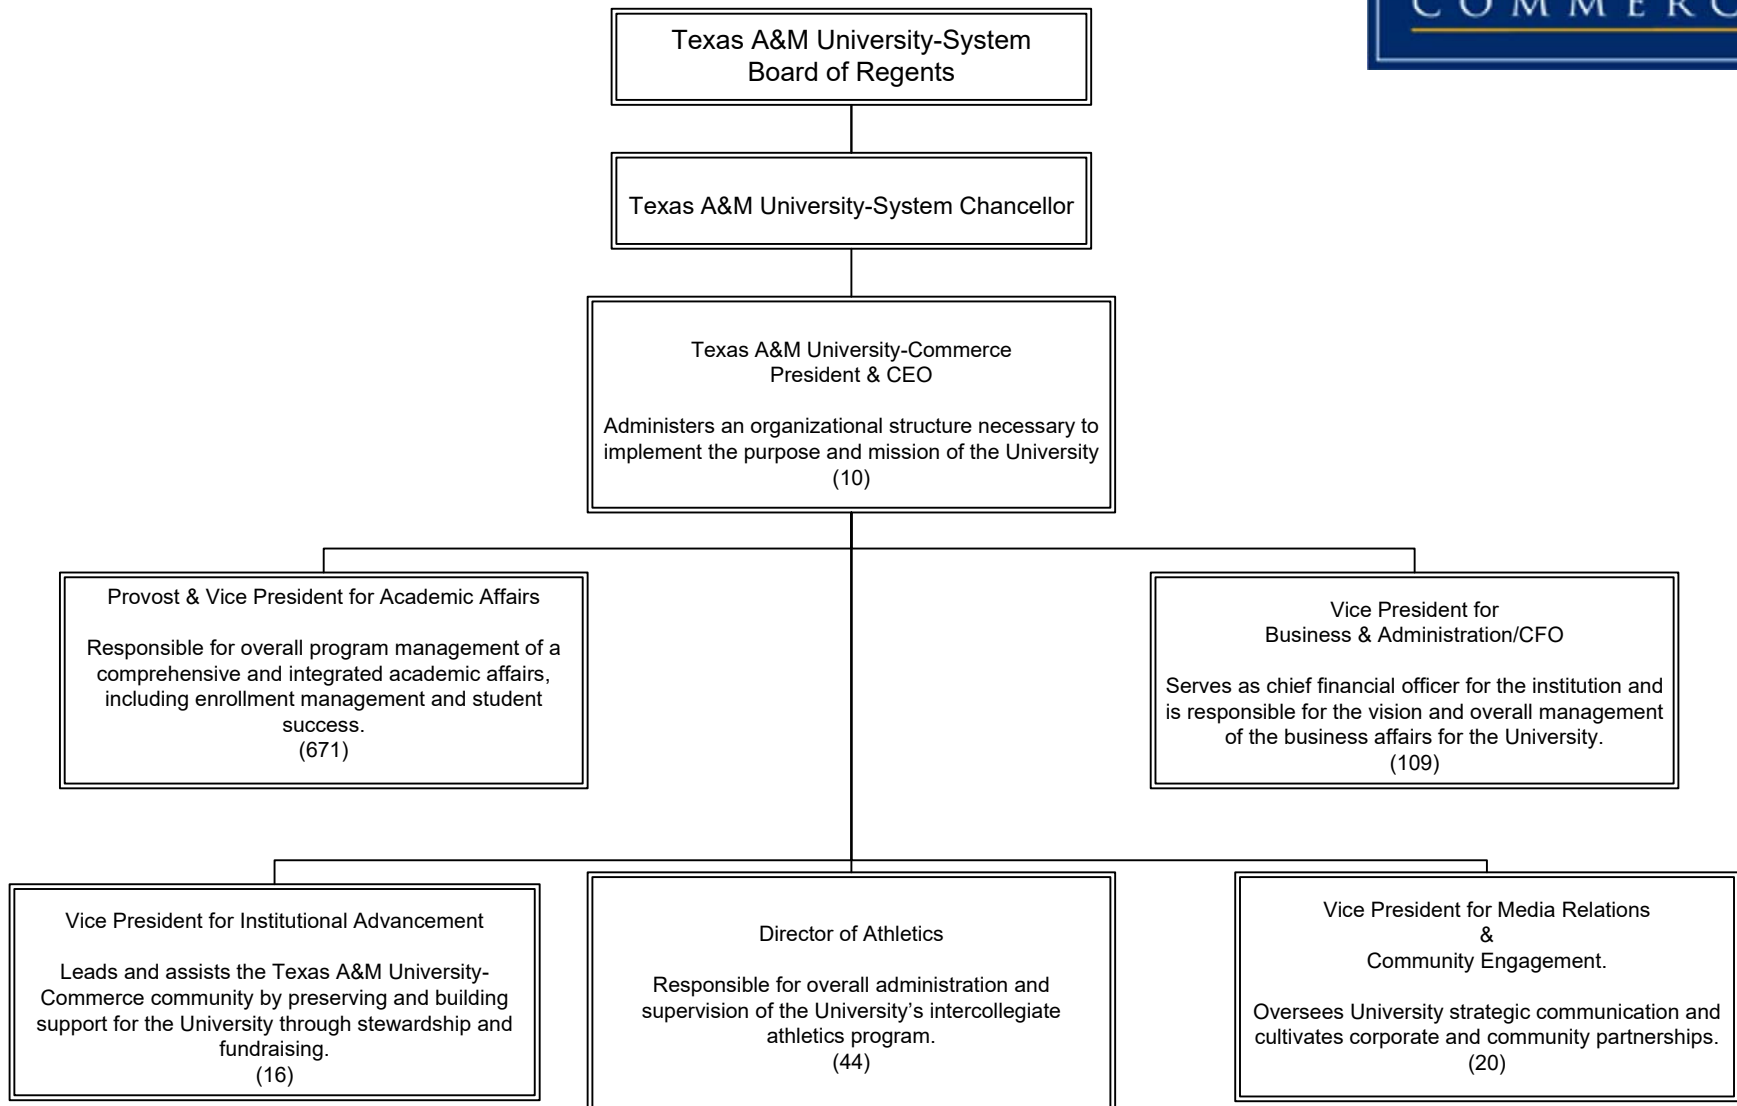 COMMERC
Texas A&M University-System
Board of Regents
Texas A&M University-System Chancellor
Texas A&M University-Commerce
President & CEO
Administers an organizational structure necessary to
implement the purpose and mission of the University
(10)
Provost & Vice President for Academic Affairs
Responsible for overall program management of a
comprehensive and integrated academic affairs,
including enrollment management and student
success.
(671)
Vice President for
Business & Administration/CFO
Serves as chief financial officer for the institution and
is responsible for the vision and overall management
of the business affairs for the University.
(109)
Vice President for Institutional Advancement
Leads and assists the Texas A&M University-
Commerce community by preserving and building
support for the University through stewardship and
fundraising.
(16)
Director of Athletics
Responsible for overall administration and
supervision of the University’s intercollegiate
athletics program.
(44)
Vice President for Media Relations
&
Community Engagement.
Oversees University strategic communication and
cultivates corporate and community partnerships.
(20)